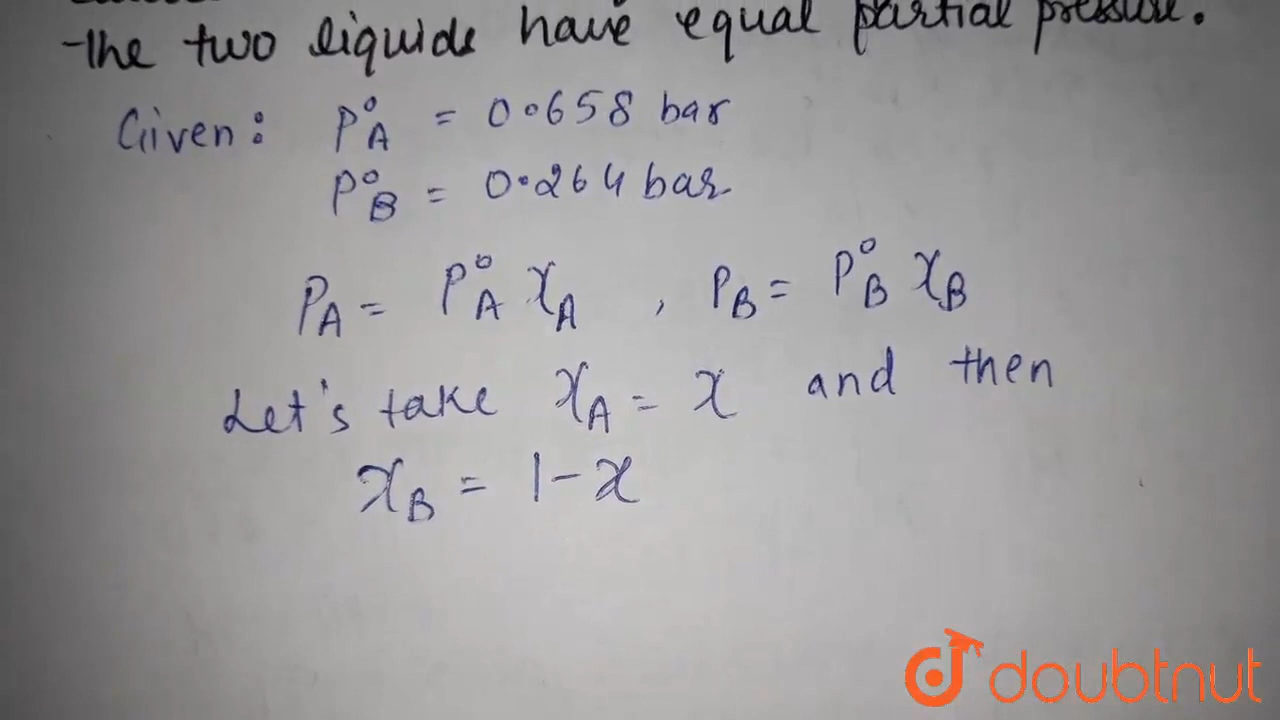 The two liquids have equal partial pressure.
Given: P°A = 0.658 bar
P°B = 0.264 bar
PA = P°A xA , PB = P°B xB
Let's take xA = x and then
xB = 1-x
doubtnut